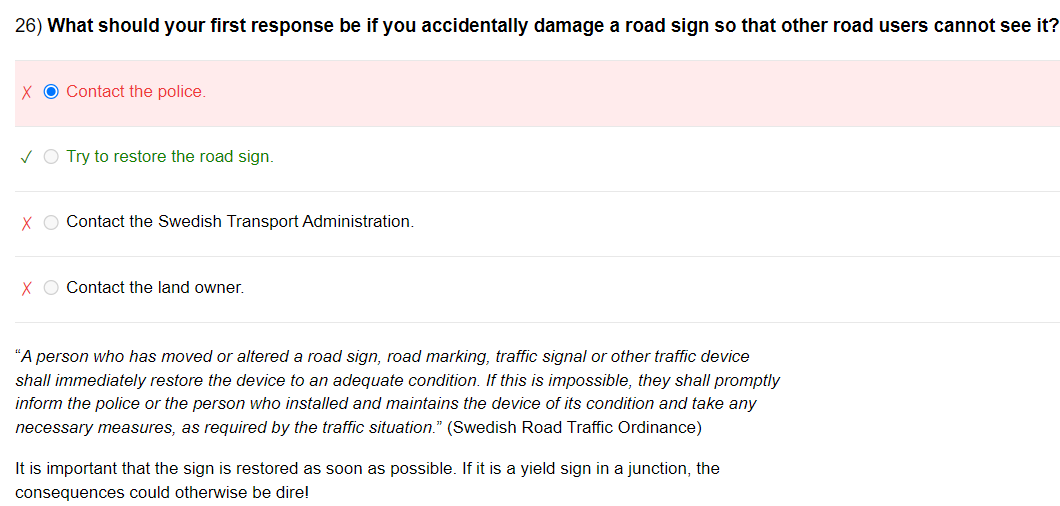 26) What should your first response be if you accidentally damage a road sign so that other road users cannot see it?
Contact the police.
Try to restore the road sign.
Contact the Swedish Transport Administration.
Contact the land owner.
“A person who has moved or altered a road sign, road marking, traffic signal or other traffic device
shall immediately restore the device to an adequate condition. If this is impossible, they shall promptly
inform the police or the person who installed and maintains the device of its condition and take any
necessary measures, as required by the traffic situation.” (Swedish Road Traffic Ordinance)
It is important that the sign is restored as soon as possible. If it is a yield sign in a junction, the
consequences could otherwise be dire!